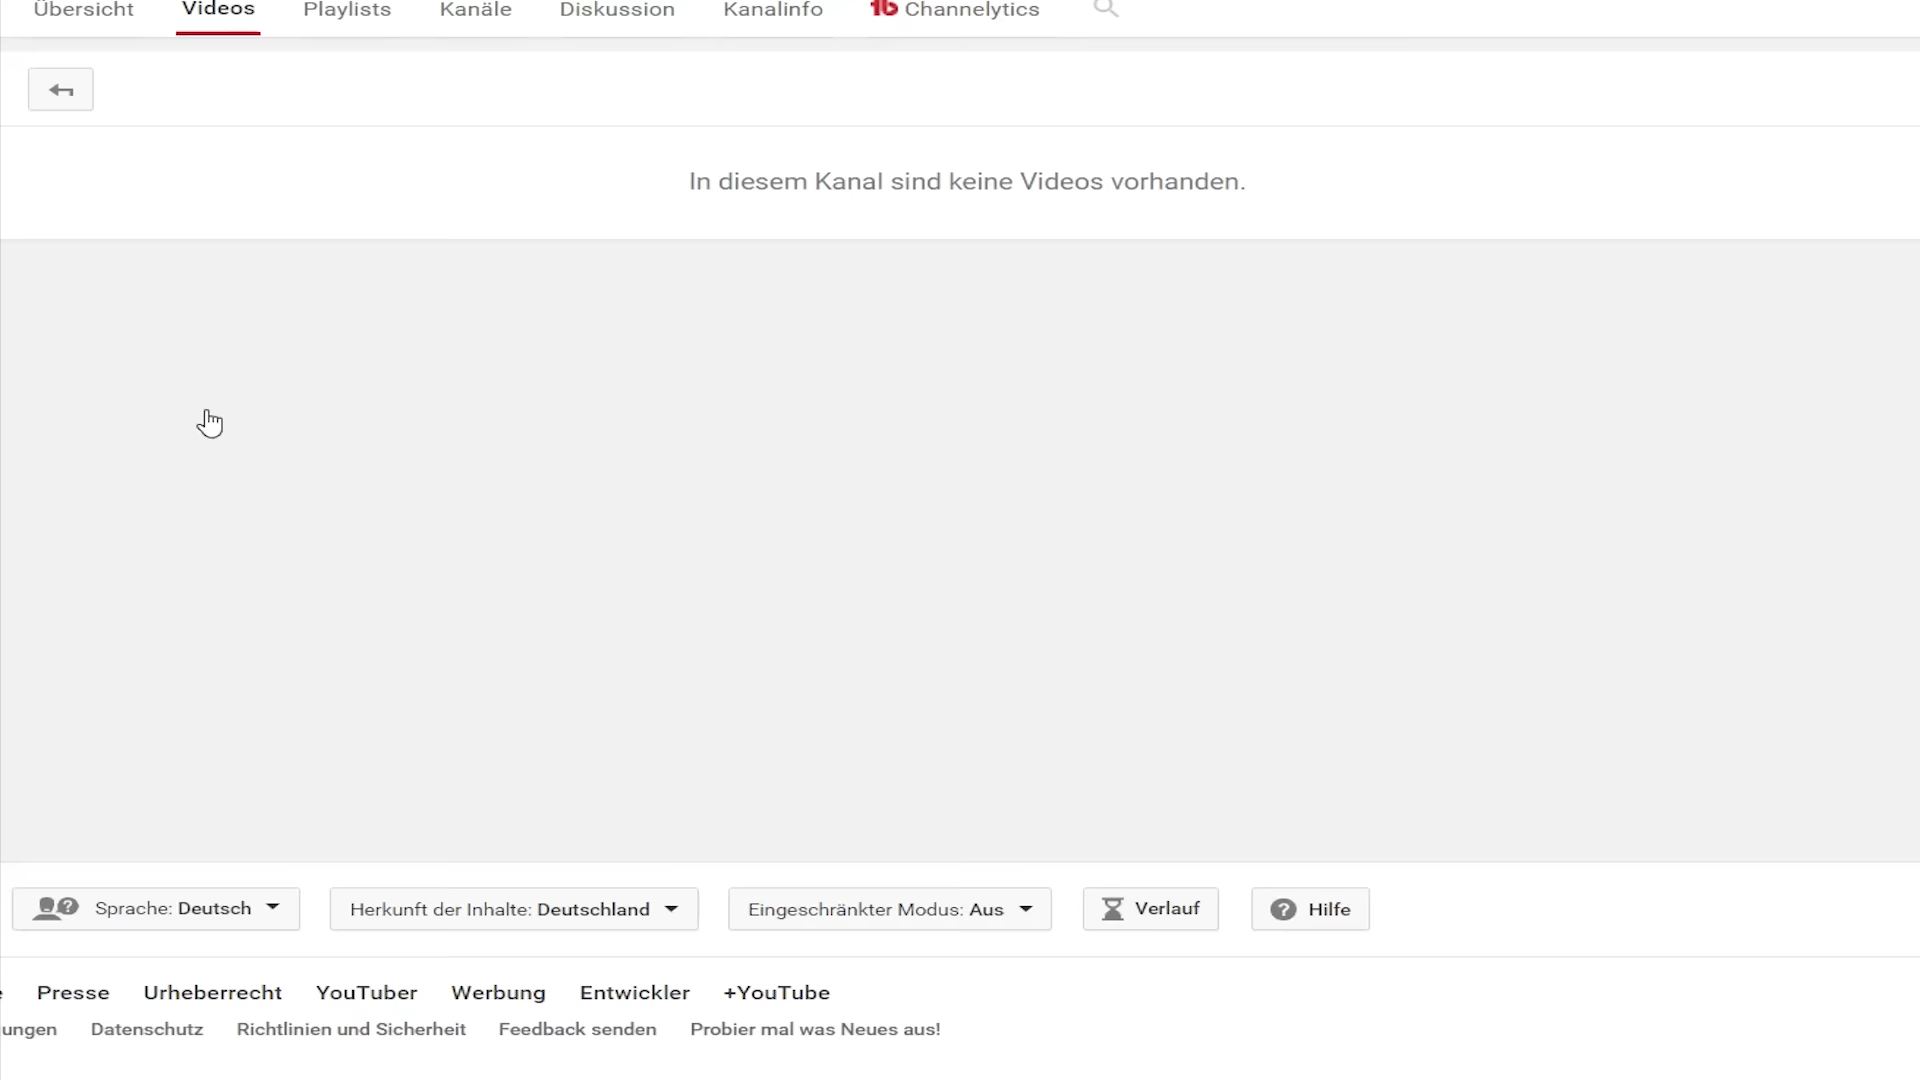 Übersicht Videos Playlists Kanäle Diskussion Kanalinfo Channelytics
In diesem Kanal sind keine Videos vorhanden.
Sprache: Deutsch Herkunft der Inhalte: Deutschland Eingeschränkter Modus: Aus Verlauf Hilfe
Presse Urheberrecht YouTuber Werbung Entwickler +YouTube
ungen Datenschutz Richtlinien und Sicherheit Feedback senden Probier mal was Neues aus!